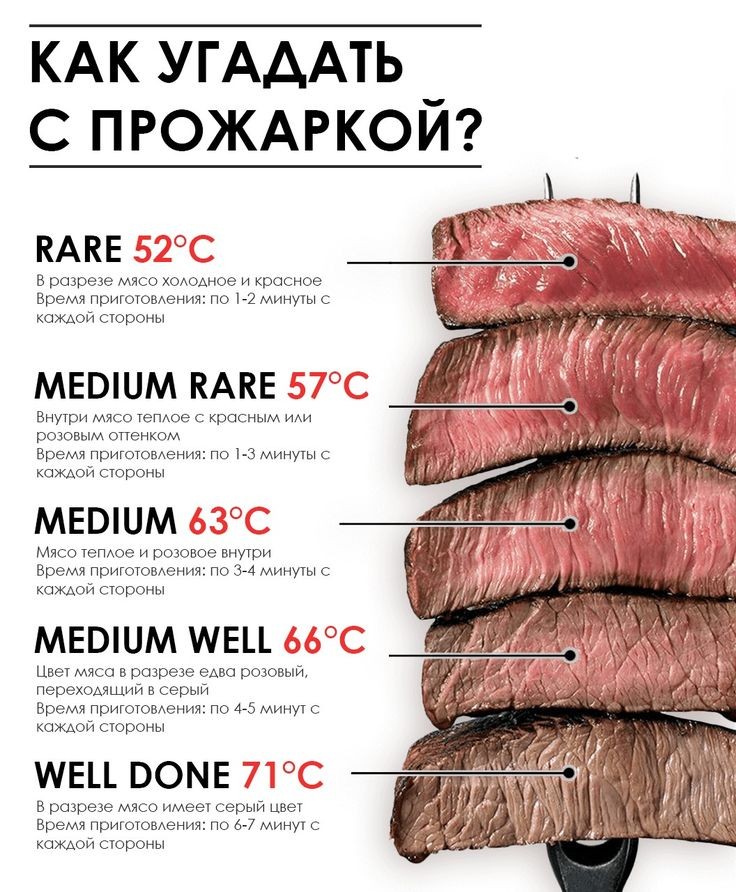 КАК УГАДАТЬ
С ПРОЖАРКОЙ?
RARE 52°C
В разрезе мясо холодное и красное
Время приготовления: по 1-2 минуты с
каждой стороны
MEDIUM RARE 57°C
Внутри мясо теплое с красным или
розовым оттенком
Время приготовления: по 1-3 минуты с
каждой стороны
MEDIUM 63°C
Мясо теплое и розовое внутри
Время приготовления: по 3-4 минуты с
каждой стороны
MEDIUM WELL 66°C
Цвет мяса в разрезе едва розовый,
переходящий в серый
Время приготовления: по 4-5 минут с
каждой стороны
WELL DONE 71°C
В разрезе мясо имеет серый цвет
Время приготовления: по 6-7 минут с
каждой стороны